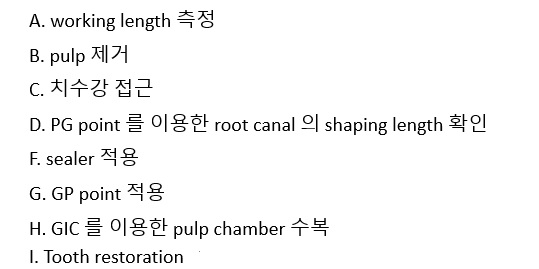 A. working length 측정
B. pulp 제거
C. 치수강 접근
D. PG point 를 이용한 root canal 의 shaping length 확인
F. sealer 적용
G. GP point 적용
H. GIC 를 이용한 pulp chamber 수복
I. Tooth restoration